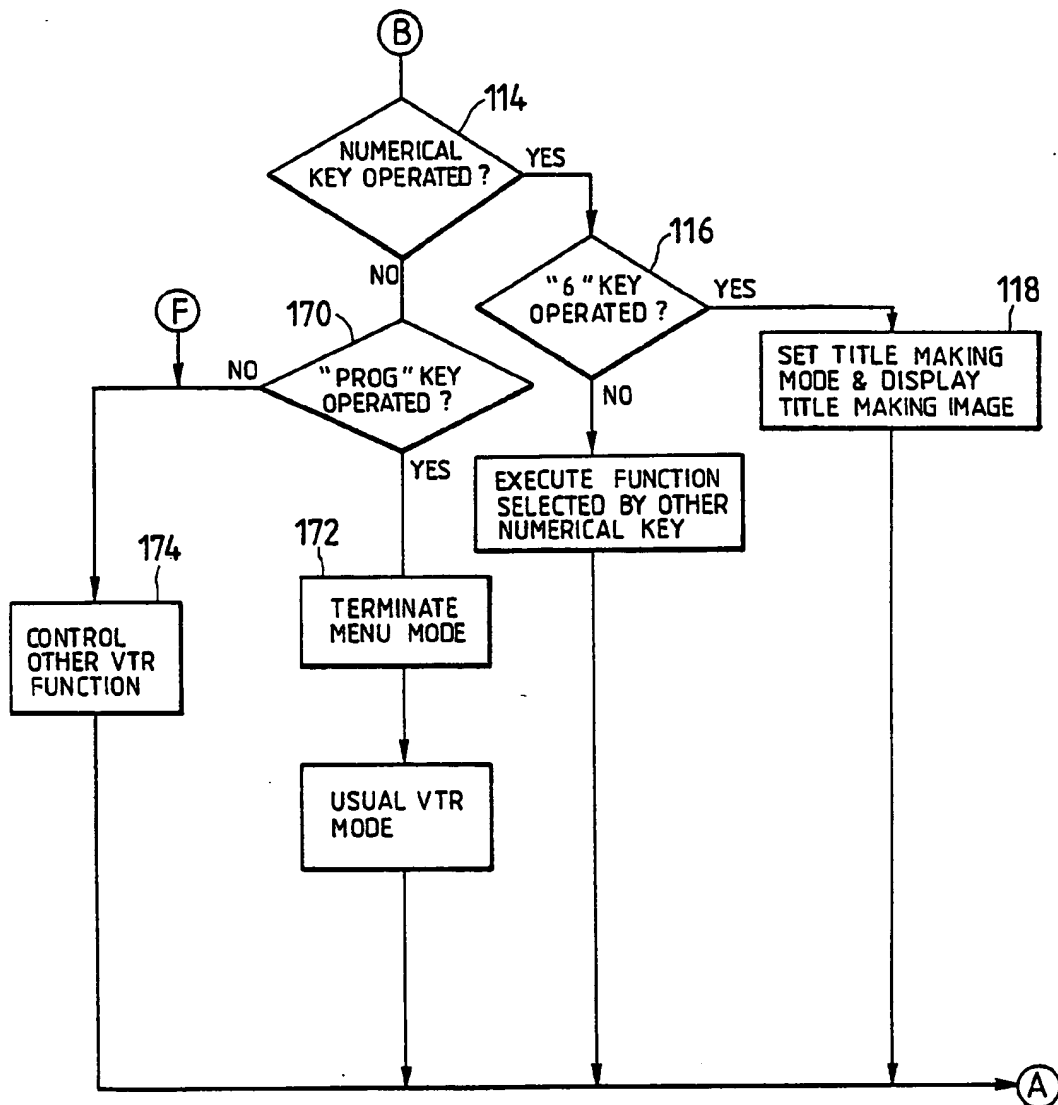 B
114
NUMERICAL
KEY OPERATED ?
YES
NO
116
"6" KEY
OPERATED ?
YES
NO
118
SET TITLE MAKING
MODE & DISPLAY
TITLE MAKING IMAGE
F
170
NO
"PROG" KEY
OPERATED ?
YES
EXECUTE FUNCTION
SELECTED BY OTHER
NUMERICAL KEY
172
TERMINATE
MENU MODE
174
CONTROL
OTHER VTR
FUNCTION
USUAL VTR
MODE
A